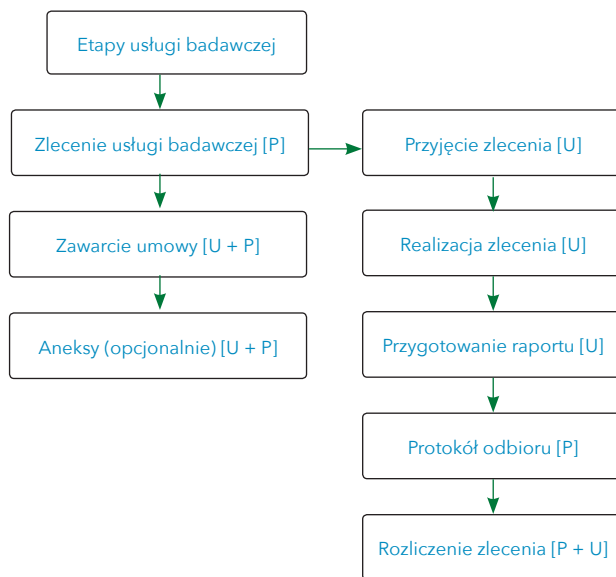 Etapy usługi badawczej
Zlecenie usługi badawczej [P]
Zawarcie umowy [U + P]
Aneksy (opcjonalnie) [U + P]
Przyjęcie zlecenia [U]
Realizacja zlecenia [U]
Przygotowanie raportu [U]
Protokół odbioru [P]
Rozliczenie zlecenia [P + U]